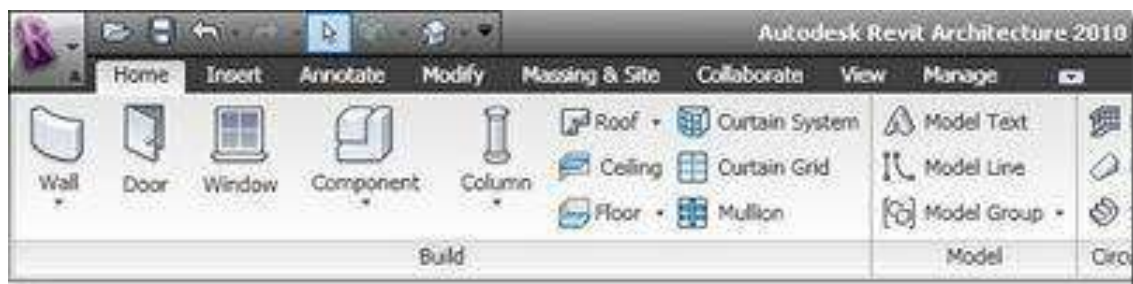 Autodesk Revit Architecture 2010
Home Insert Annotate Modify Massing & Site Collaborate View Manage
Roof Curtain System Model Text
Wall Door Window Component Column Ceiling Curtain Grid Model Line
Floor Mullion Model Group
Build Model